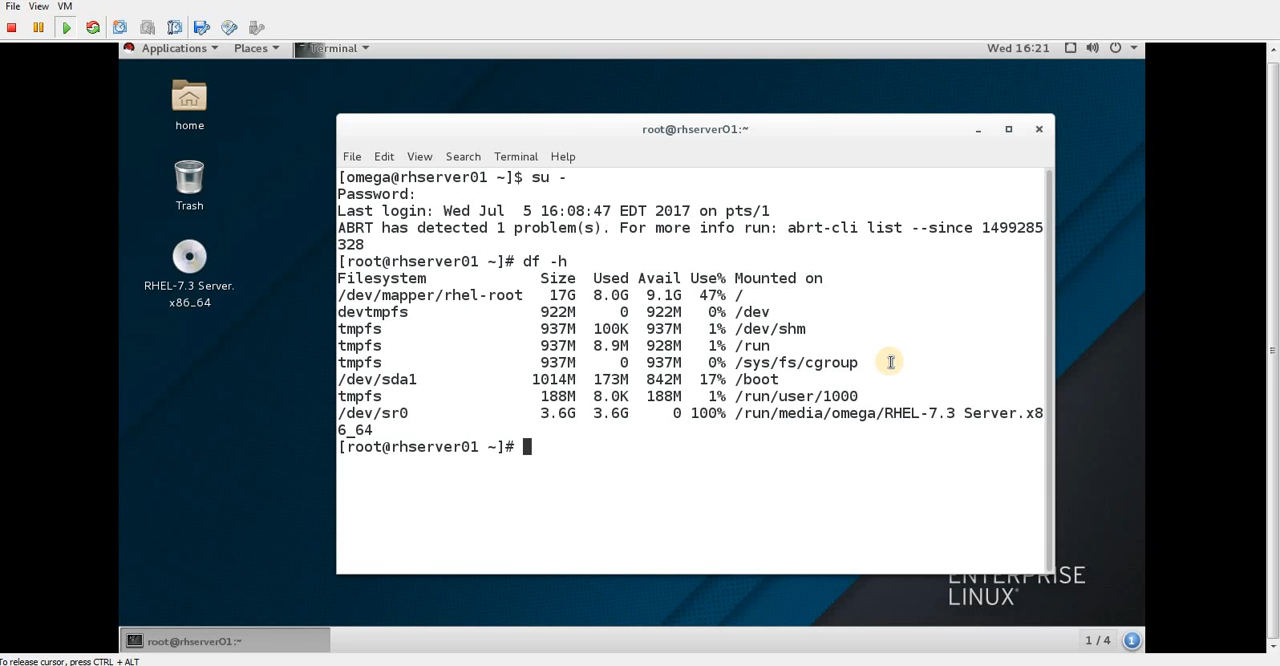 File View VM
Applications Places Terminal Wed 16:21
home
Trash
RHEL-7.3 Server.
x86_64
root@rhserver01:~
File Edit View Search Terminal Help
[omega@rhserver01 ~]$ su -
Password:
Last login: Wed Jul  5 16:08:47 EDT 2017 on pts/1
ABRT has detected 1 problem(s). For more info run: abrt-cli list --since 1499285
328
[root@rhserver01 ~]# df -h
Filesystem             Size  Used Avail Use% Mounted on
/dev/mapper/rhel-root   17G  8.0G  9.1G  47% /
devtmpfs               922M     0  922M   0% /dev
tmpfs                  937M  100K  937M   1% /dev/shm
tmpfs                  937M  8.9M  928M   1% /run
tmpfs                  937M     0  937M   0% /sys/fs/cgroup
/dev/sda1             1014M  173M  842M  17% /boot
tmpfs                  188M  8.0K  188M   1% /run/user/1000
/dev/sr0               3.6G  3.6G     0 100% /run/media/omega/RHEL-7.3 Server.x8
6_64
[root@rhserver01 ~]#
ENTERPRISE
LINUX®
root@rhserver01:~ 1 / 4 1
To release cursor, press CTRL + ALT